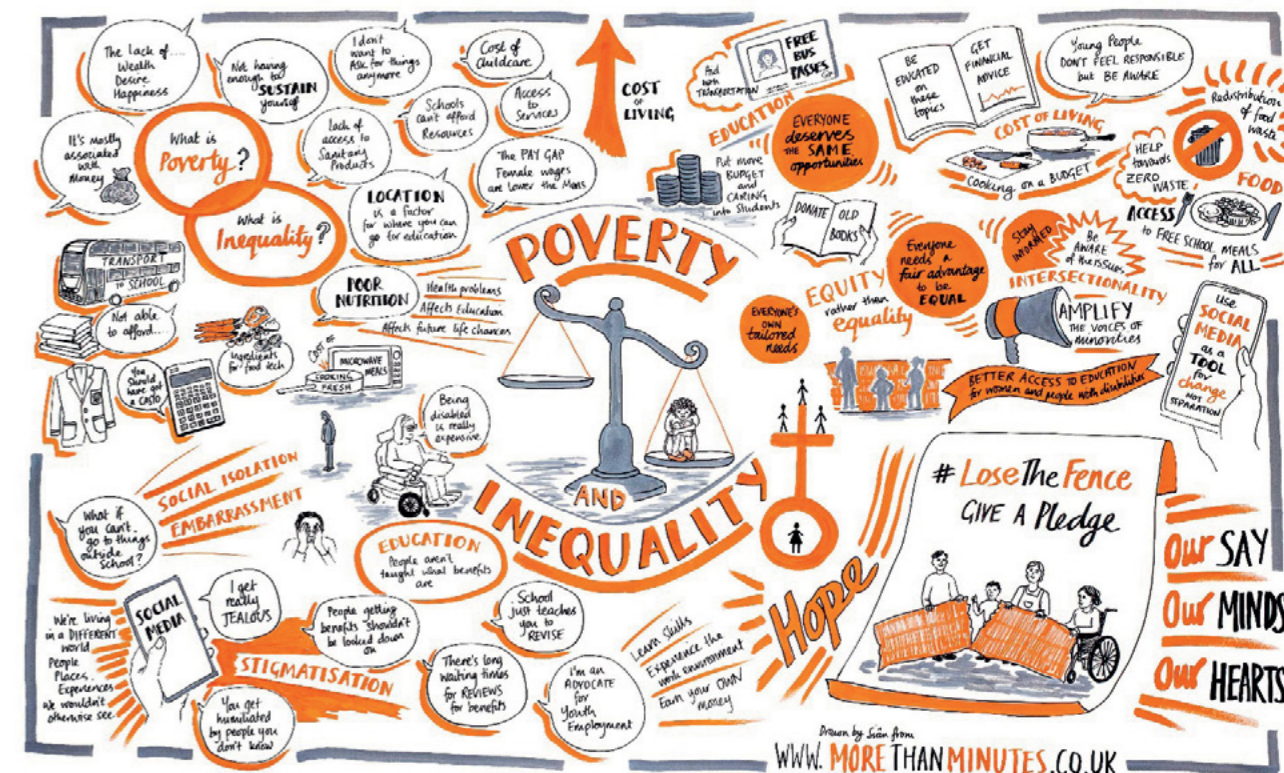 The lack of....
Wealth
Desire
Happiness
Not having
enough to
SUSTAIN
yourself
I don't
want to
Ask for things
anymore
Cost of
Childcare
It's mostly
associated
with
Money
What is
Poverty?
What is
Inequality?
lack of
access to
Sanitary
Products
Schools
can't afford
Resources
Access
to
Services
The PAY GAP
Female wages
are lower the Mans
LOCATION
is a factor
for where you can
go for education
COST
OF
LIVING
TRANSPORT
TO SCHOOL
Not able
to afford...
You
should
have got
a CASIO
Ingredients
for food tech
POOR
NUTRITION
Health problems
Affects Education
Affects future life chances
COST OF
COOKING
FRESH
MICROWAVE
MEALS
Being
disabled
is really
expensive
SOCIAL ISOLATION
EMBARRASSMENT
What if
you can't
go to things
outside
School?
EDUCATION
People aren't
taught what benefits
are
We're living
in a DIFFERENT
world
People
Places
Experiences
we wouldn't
otherwise see
SOCIAL
MEDIA
I get
really
JEALOUS
STIGMATISATION
You get
humiliated
by people you
don't know
People getting
benefits shouldn't
be looked down
on
There's long
waiting times
for REVIEWS
for benefits
School
just teaches
you to
REVISE
I'm an
ADVOCATE
for
Youth
Employment
Learn Skills
Experience the
work environment
Earn your OWN
money
POVERTY
AND
INEQUALITY
And
with
TRANSPORTATION
FREE
BUS
PASSES
EDUCATION
EVERYONE
deserves
THE SAME
opportunities
Put more
BUDGET
and
CARING
into Students
DONATE OLD
BOOKS
BE
EDUCATED
on
these
topics
GET
FINANCIAL
ADVICE
Young People
DON'T FEEL RESPONSIBLE
but BE AWARE
COST OF LIVING
Cooking on a BUDGET
Redistribution
of food
waste
HELP
towards
ZERO
WASTE
FOOD
ACCESS
to FREE SCHOOL MEALS
for ALL
EVERYONE'S
OWN
tailored
needs
EQUITY
rather than
equality
Everyone
needs a
fair advantage
to be
EQUAL
STAY
INFORMED
Be
AWARE
of the issues
INTERSECTIONALITY
AMPLIFY
THE VOICES OF
minorities
BETTER ACCESS TO EDUCATION
for women and people with disabilities
USE
SOCIAL
MEDIA
as a
TOOL
for
change
NOT
SEPARATION
Hope
#LoseTheFence
GIVE A Pledge
Our SAY
Our MINDS
Our HEARTS
Drawn by Siân from
WWW.MORETHANMINUTES.CO.UK